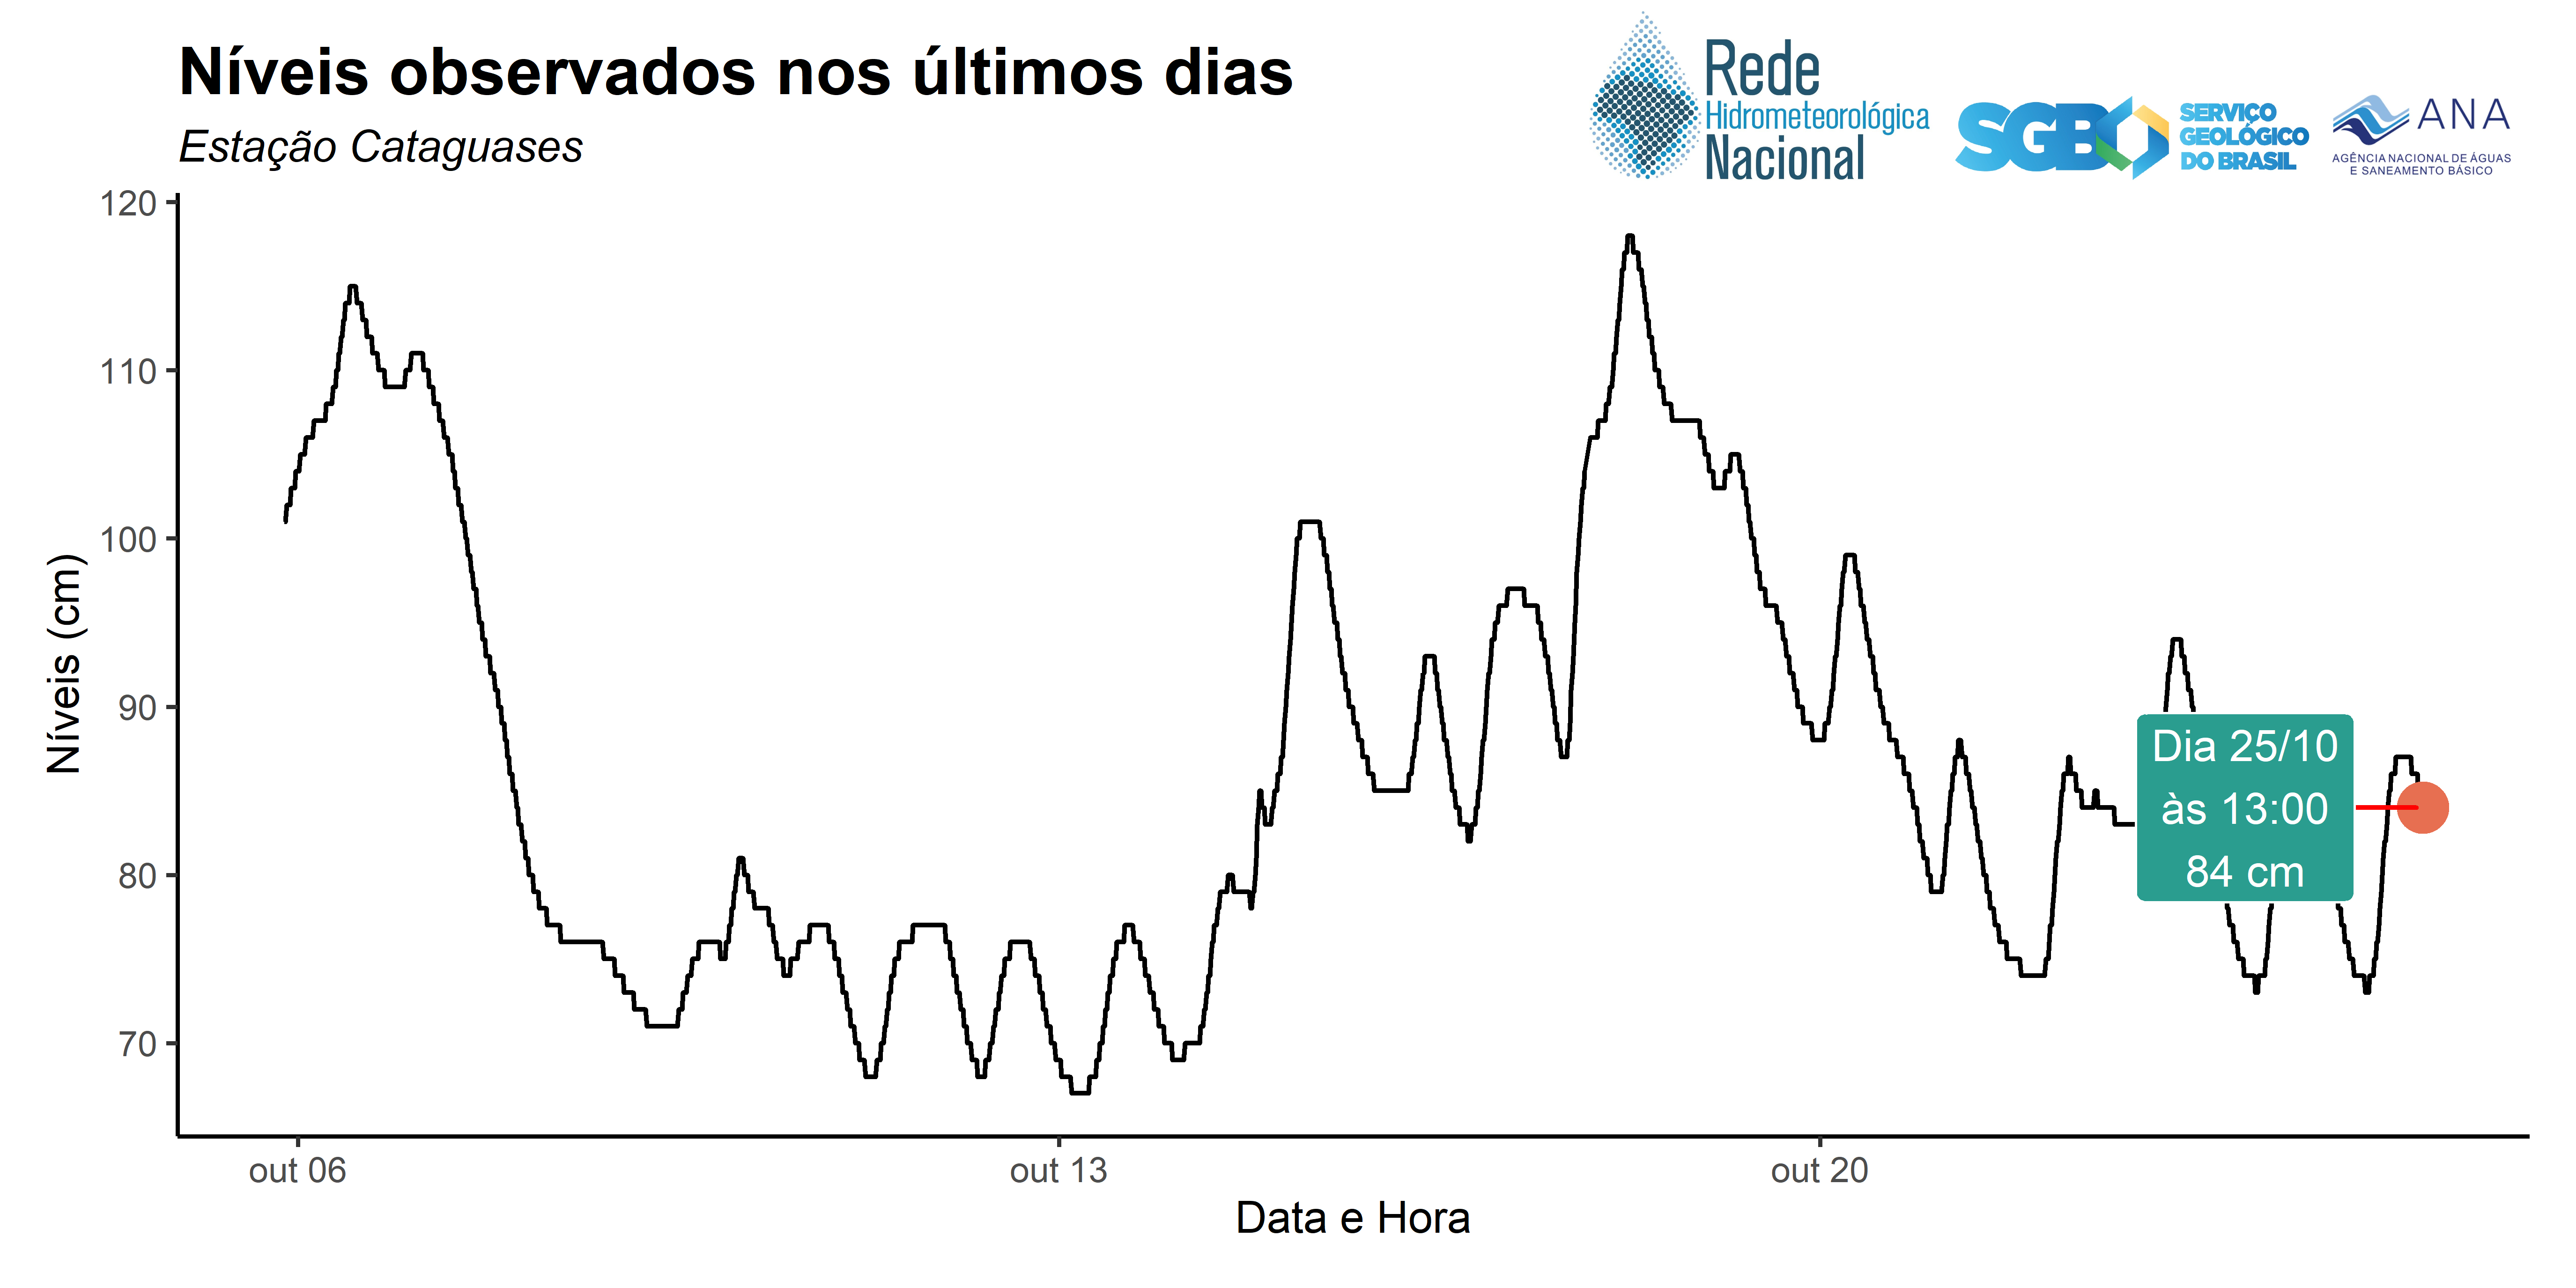 Níveis observados nos últimos dias
Estação Cataguases
Rede
Hidrometeorológica
Nacional
SGB
SERVIÇO
GEOLÓGICO
DO BRASIL
ANA
AGÊNCIA NACIONAL DE ÁGUAS
E SANEAMENTO BÁSICO
Níveis (cm)
120
110
100
90
80
70
Dia 25/10
às 13:00
84 cm
out 06
out 13
out 20
Data e Hora